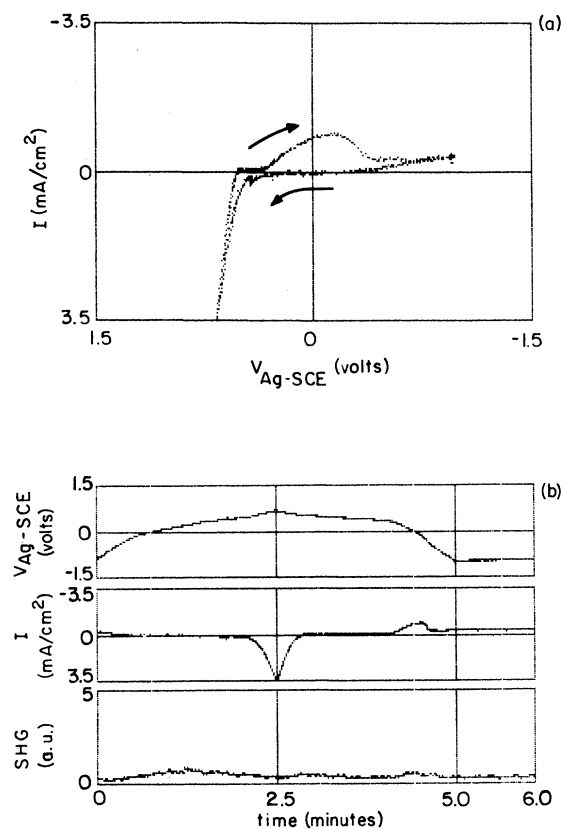 -3.5
(a)
I (mA/cm²)
0
3.5
1.5
0
-1.5
V Ag-SCE (volts)
1.5
(b)
V Ag-SCE
(volts)
0
-1.5
-3.5
I
(mA/cm²)
0
3.5
5
SHG
(a.u.)
0
0
2.5
5.0
6.0
time (minutes)